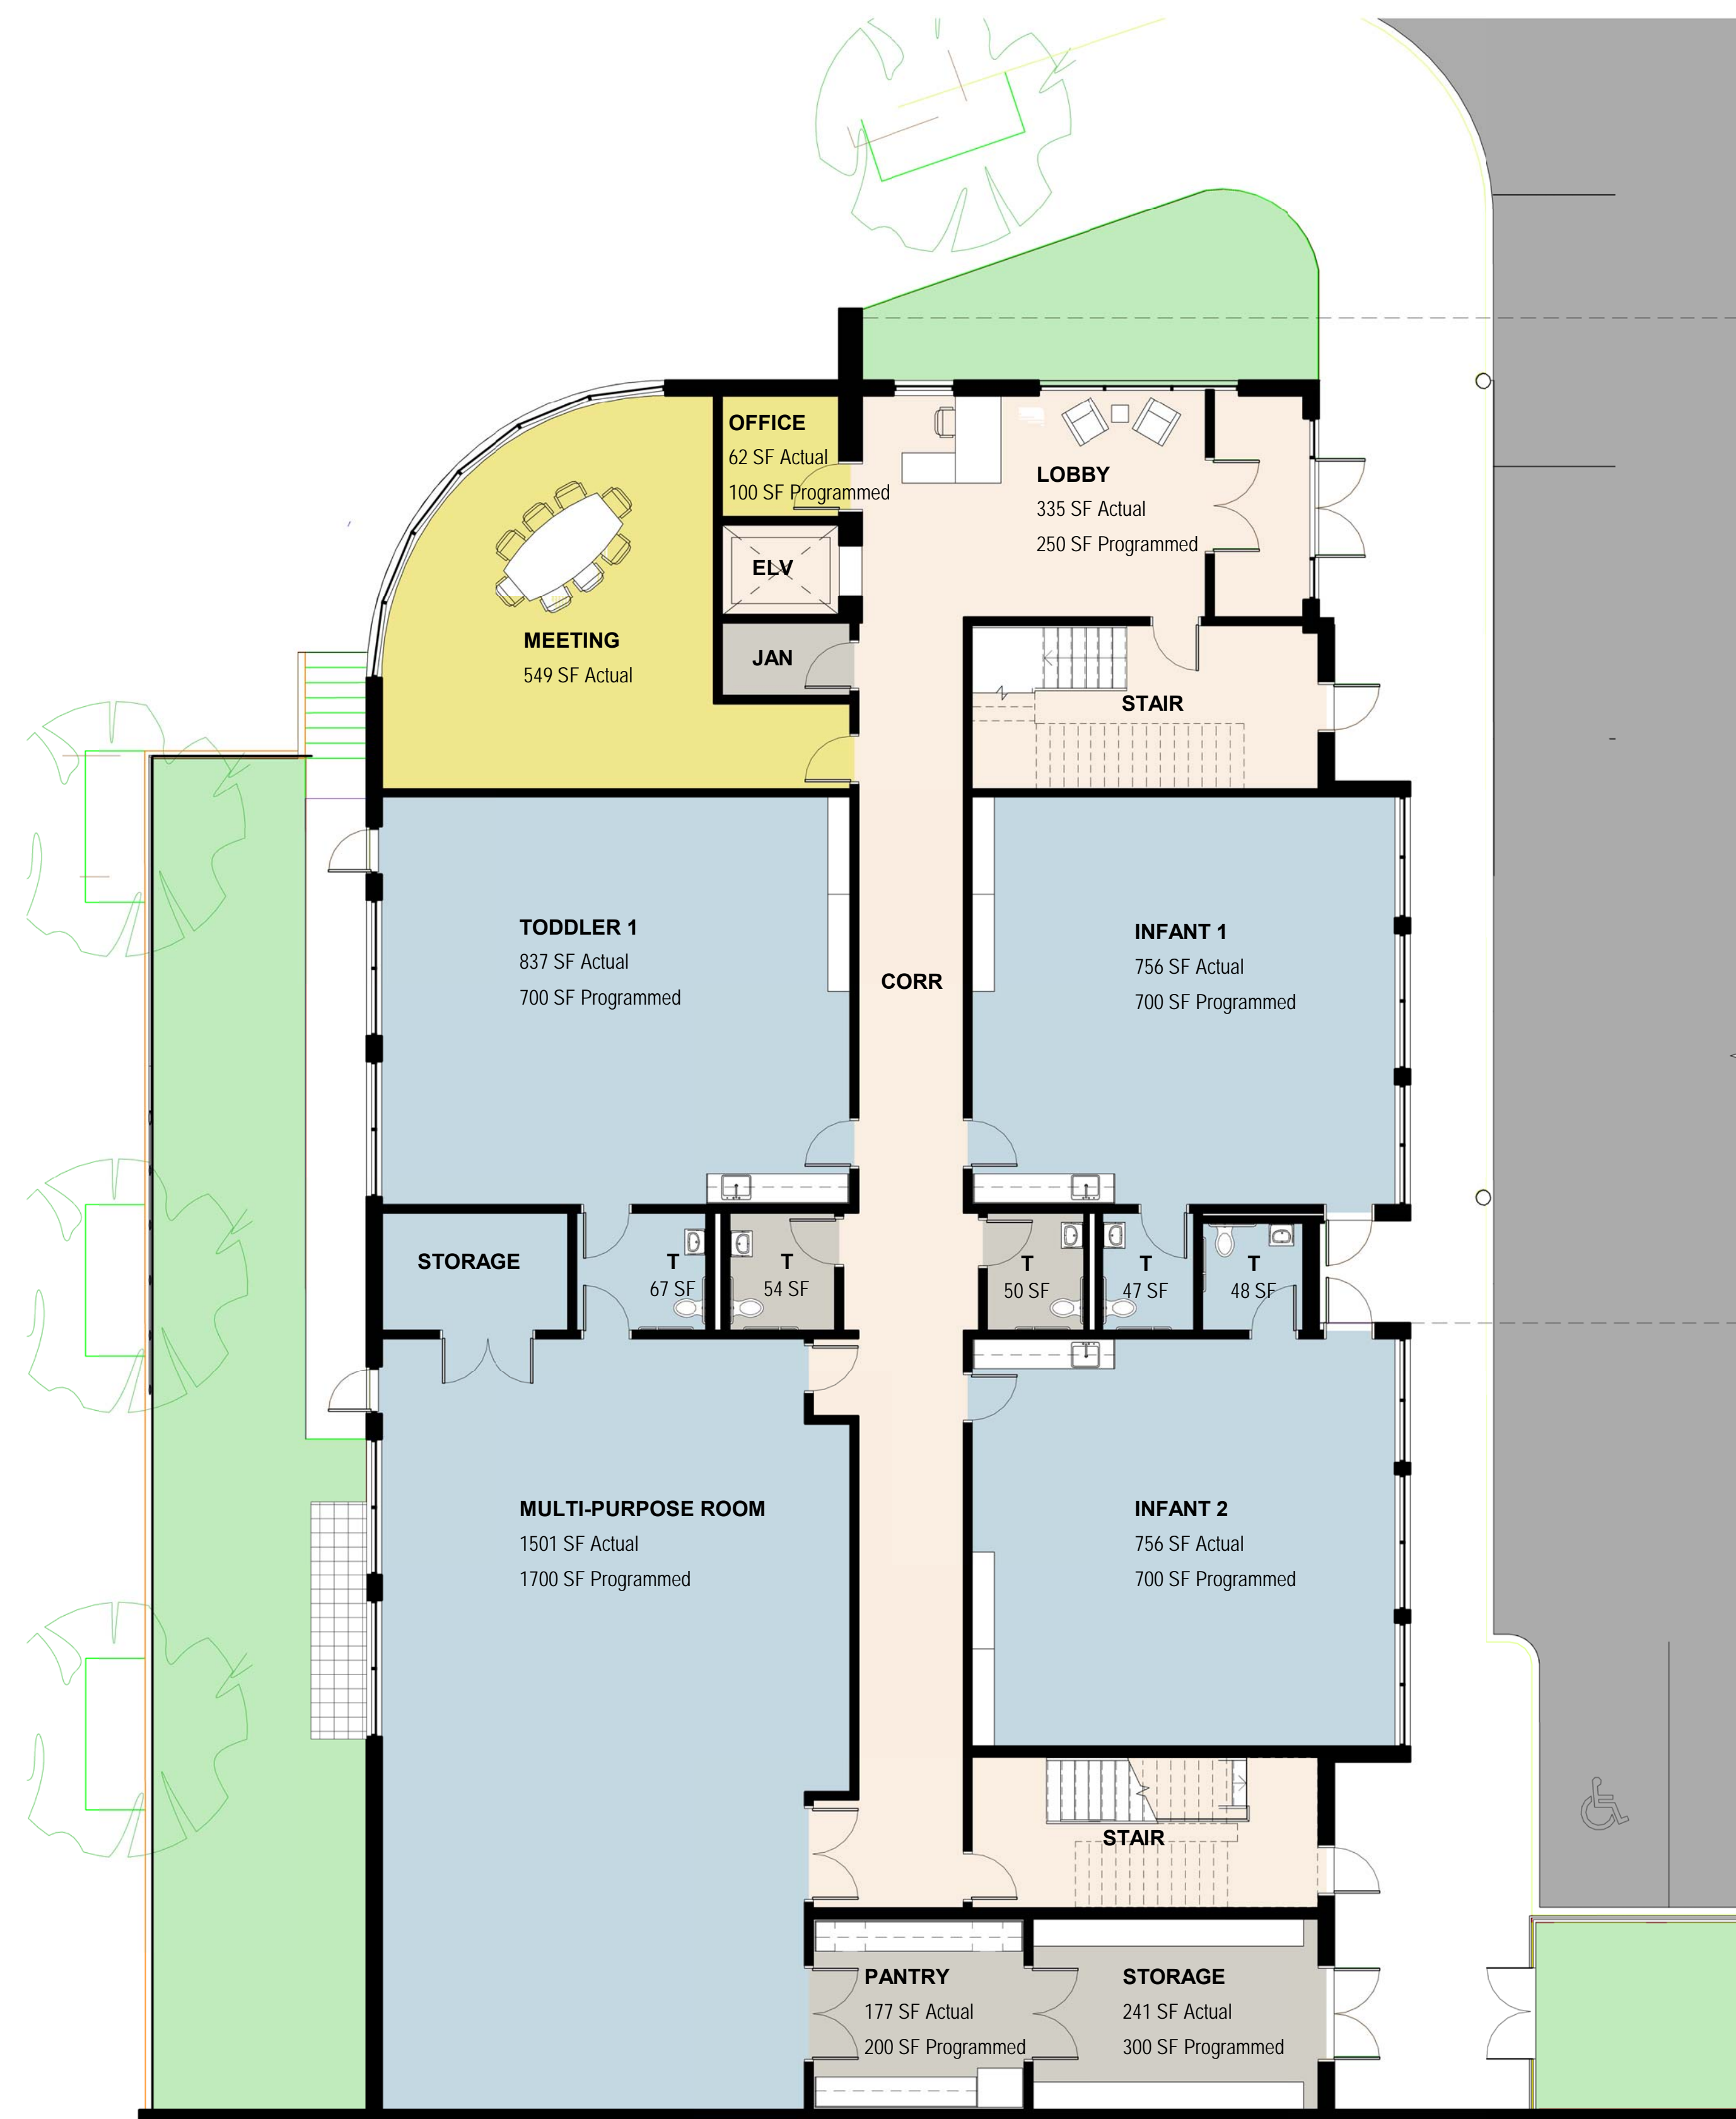 OFFICE
62 SF Actual
100 SF Programmed
LOBBY
335 SF Actual
250 SF Programmed
ELV
MEETING
549 SF Actual
JAN
STAIR
TODDLER 1
837 SF Actual
700 SF Programmed
INFANT 1
756 SF Actual
700 SF Programmed
CORR
STORAGE
T
67 SF
T
54 SF
T
50 SF
T
47 SF
T
48 SF
MULTI-PURPOSE ROOM
1501 SF Actual
1700 SF Programmed
INFANT 2
756 SF Actual
700 SF Programmed
STAIR
PANTRY
177 SF Actual
200 SF Programmed
STORAGE
241 SF Actual
300 SF Programmed